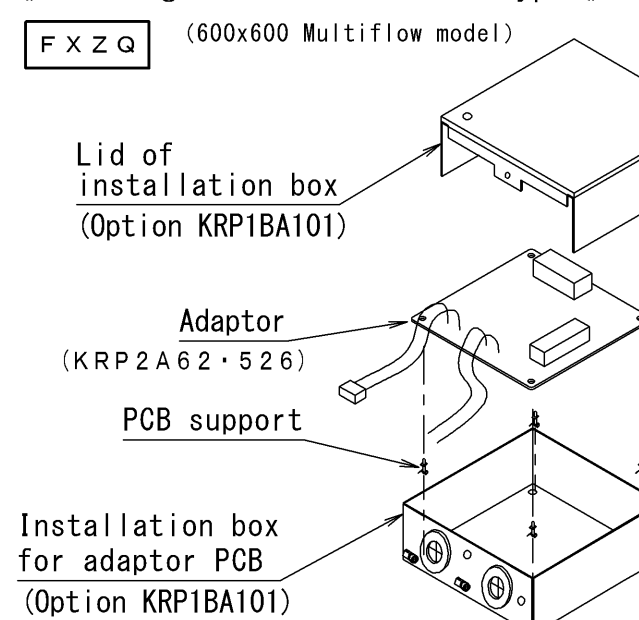 FXZQ
(600x600 Multiflow model)
Lid of
installation box
(Option KRP1BA101)
Adaptor
(KRP2A62・526)
PCB support
Installation box
for adaptor PCB
(Option KRP1BA101)